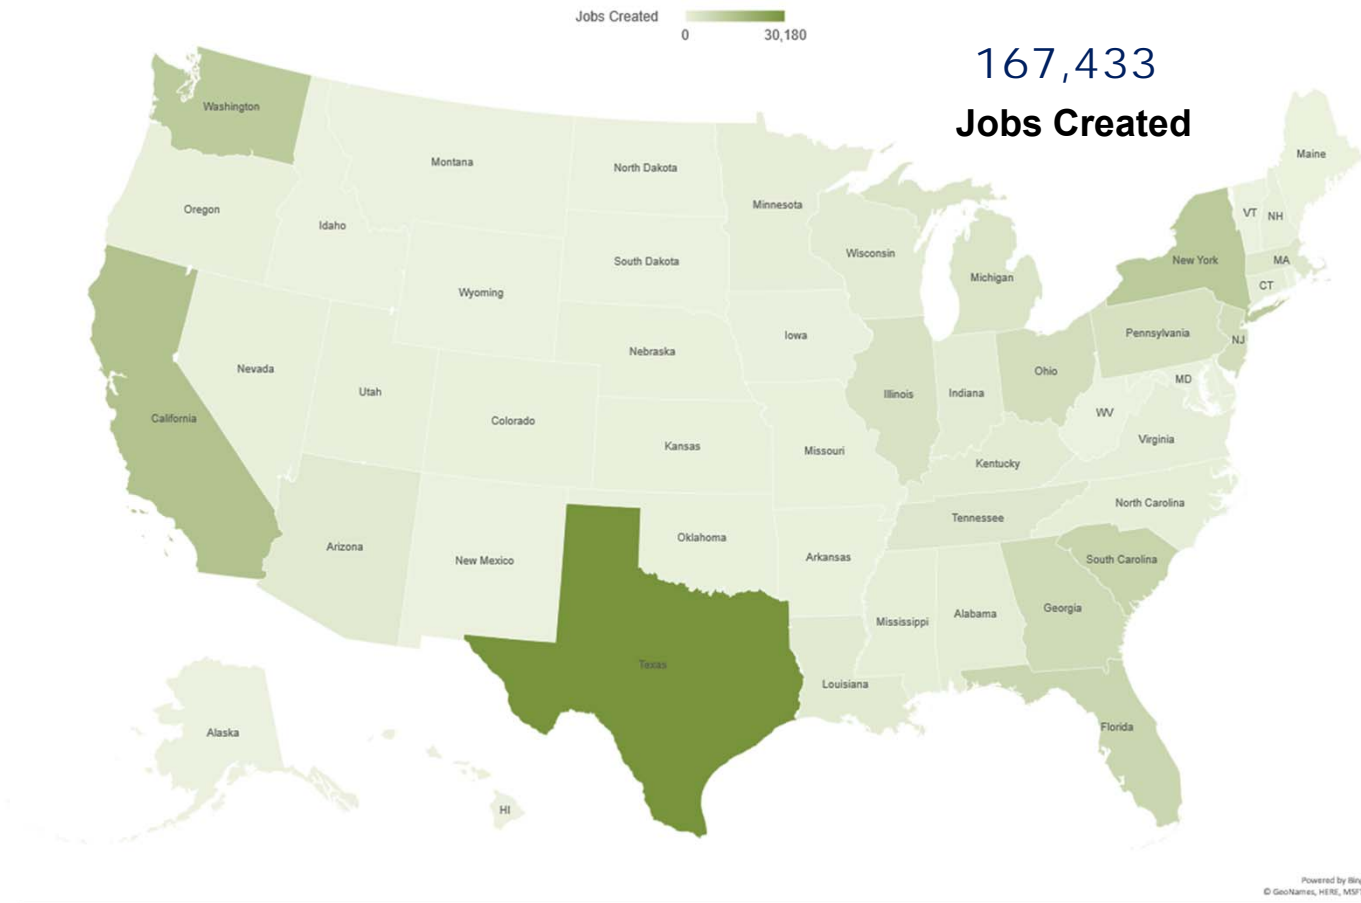 Jobs Created
0 30,180
167,433
Jobs Created
Washington
Maine
Montana
North Dakota
Minnesota
Oregon
VT NH
Idaho
Wisconsin
New York
MA
South Dakota
Michigan
CT
Wyoming
Iowa
Pennsylvania
NJ
Nebraska
Nevada
Ohio
MD
Utah
Illinois
Indiana
WV
California
Colorado
Virginia
Kansas
Missouri
Kentucky
North Carolina
Tennessee
Oklahoma
Arizona
New Mexico
Arkansas
South Carolina
Georgia
Alabama
Mississippi
Texas
Louisiana
Florida
Alaska
HI
Powered by Bing
© GeoNames, HERE, MSFT